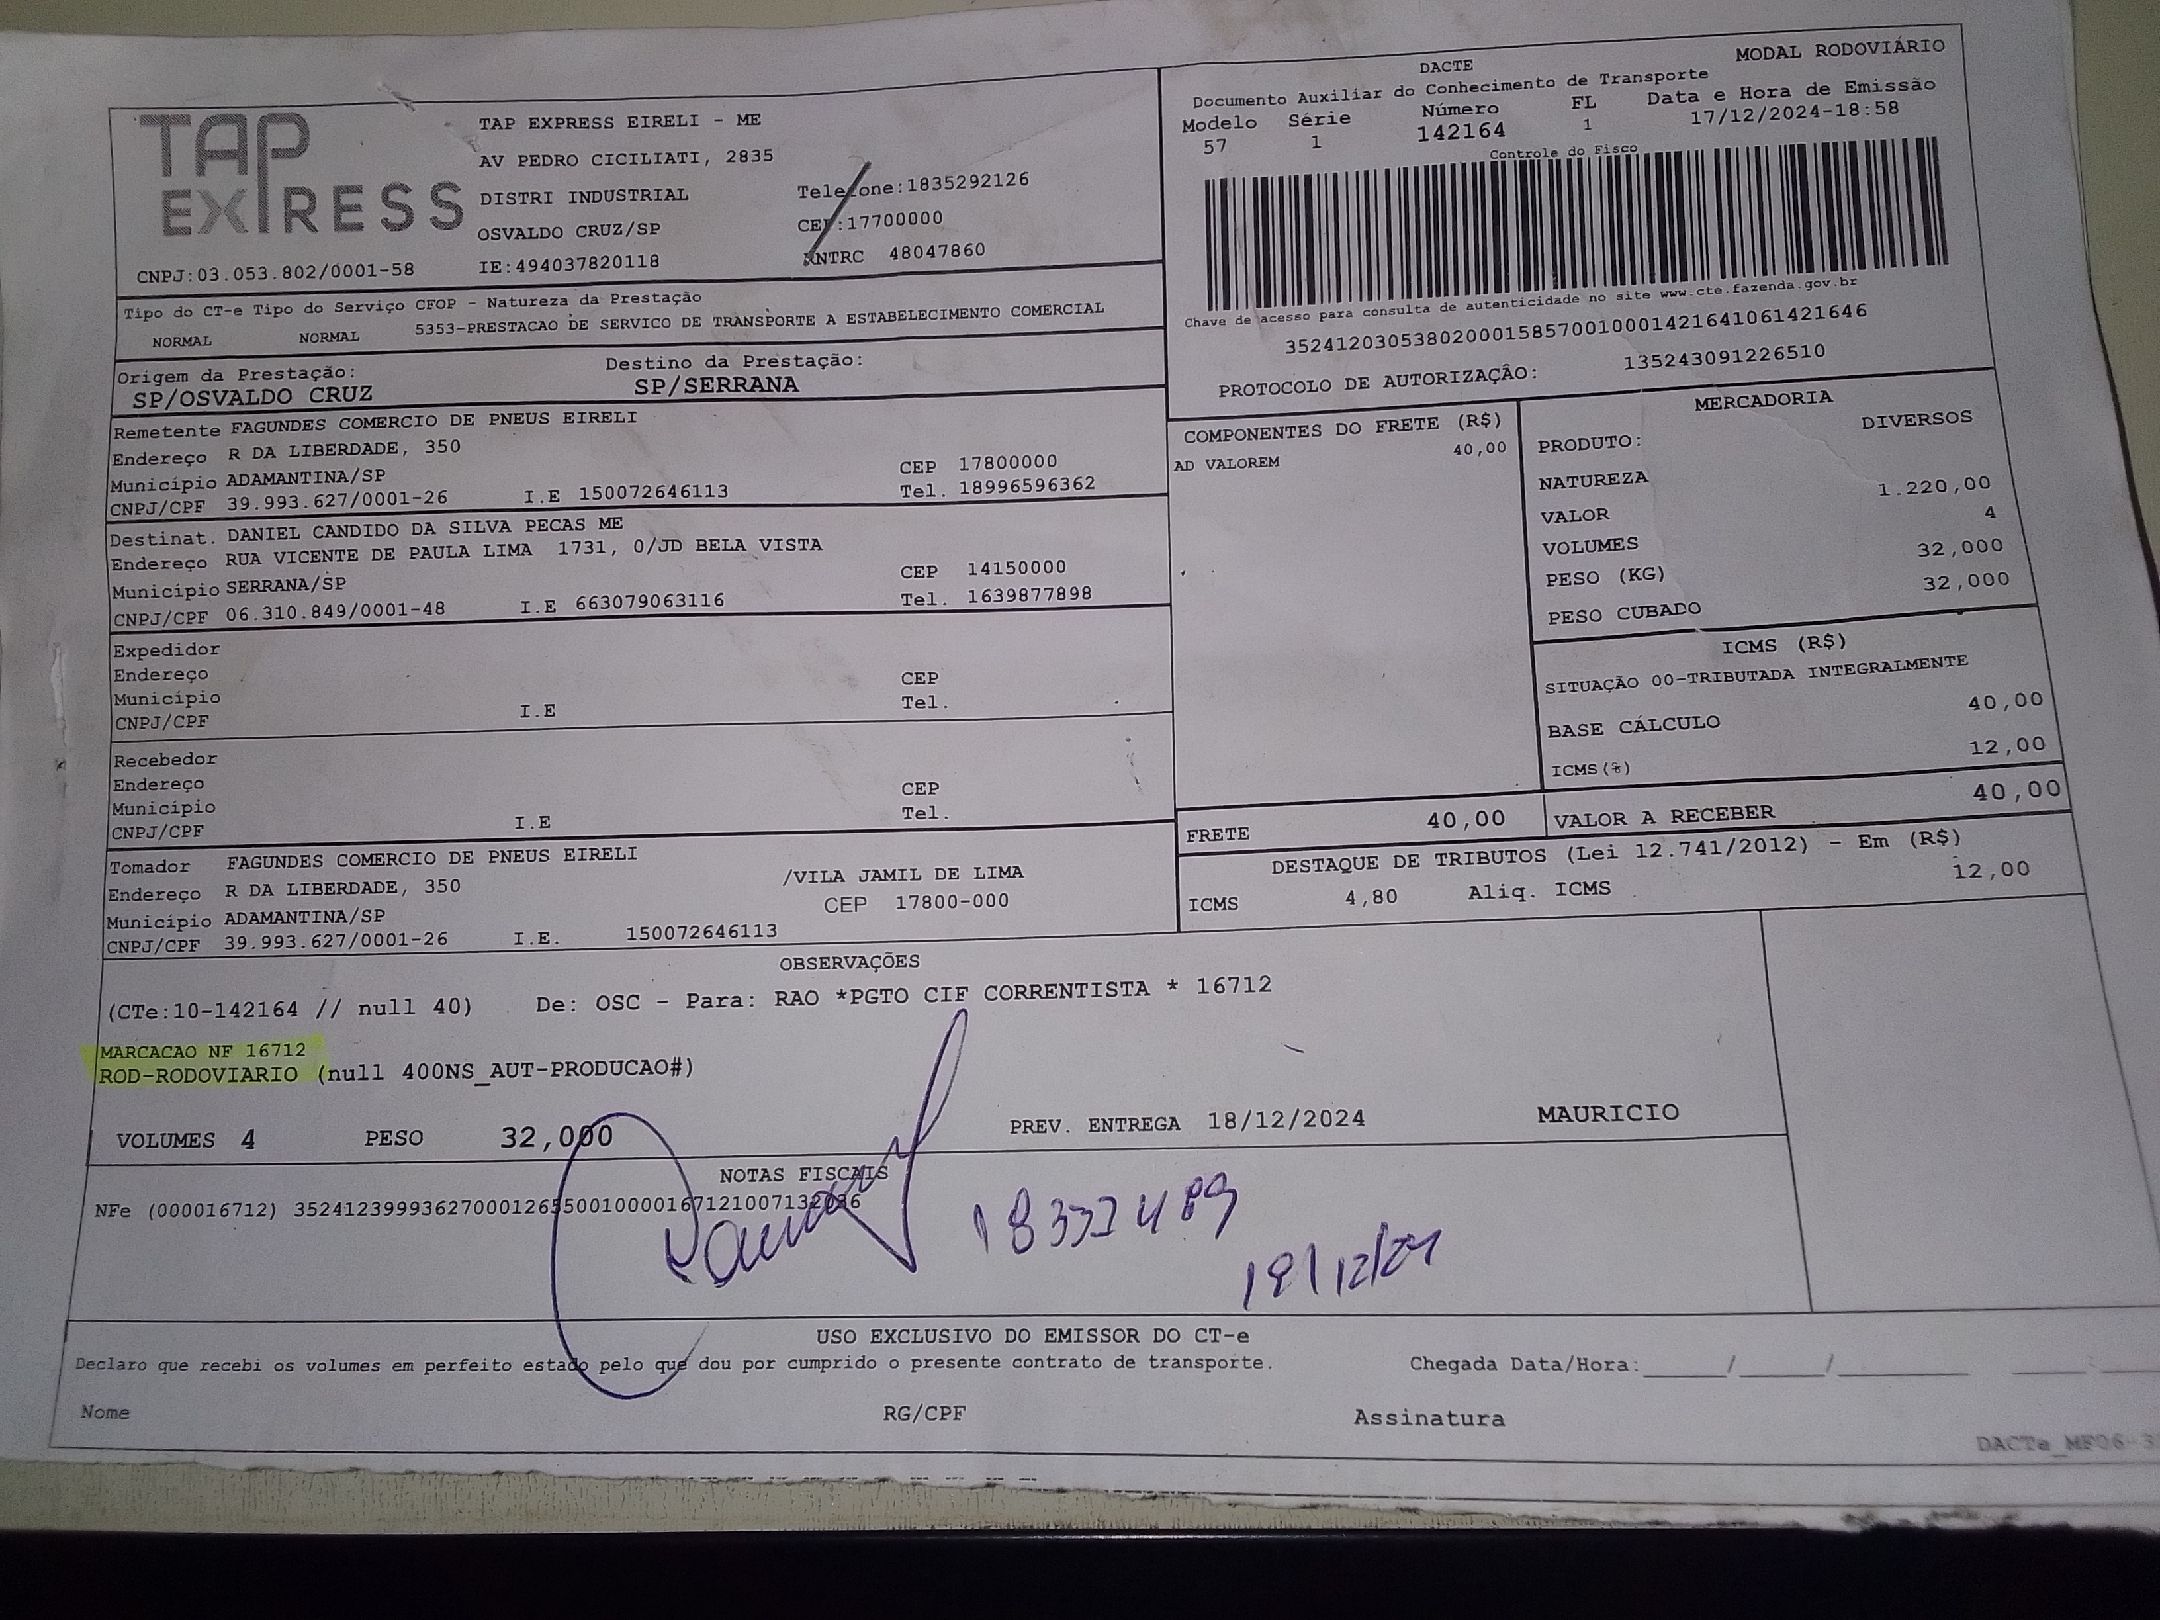 TAP EXPRESS
TAP EXPRESS EIRELI - ME
AV PEDRO CICILIATI, 2835
DISTRI INDUSTRIAL
Telefone:1835292126
OSVALDO CRUZ/SP
CEP:17700000
CNPJ:03.053.802/0001-58
IE:494037820118
RNTRC 48047860
MODAL RODOVIÁRIO
DACTE
Documento Auxiliar do Conhecimento de Transporte
Modelo Série Número FL Data e Hora de Emissão
57 1 142164 1 17/12/2024-18:58
Controle do Fisco
Chave de acesso para consulta de autenticidade no site www.cte.fazenda.gov.br
35241203053802000158570010001421641061421646
PROTOCOLO DE AUTORIZAÇÃO: 135243091226510
Tipo do CT-e Tipo do Serviço CFOP - Natureza da Prestação
NORMAL NORMAL 5353-PRESTACAO DE SERVICO DE TRANSPORTE A ESTABELECIMENTO COMERCIAL
Origem da Prestação: Destino da Prestação:
SP/OSVALDO CRUZ SP/SERRANA
Remetente FAGUNDES COMERCIO DE PNEUS EIRELI
Endereço R DA LIBERDADE, 350
Município ADAMANTINA/SP CEP 17800000
CNPJ/CPF 39.993.627/0001-26 I.E 150072646113 Tel. 18996596362
Destinat. DANIEL CANDIDO DA SILVA PECAS ME
Endereço RUA VICENTE DE PAULA LIMA 1731, 0/JD BELA VISTA
Município SERRANA/SP CEP 14150000
CNPJ/CPF 06.310.849/0001-48 I.E 663079063116 Tel. 1639877898
Expedidor
Endereço
Município CEP
CNPJ/CPF I.E Tel.
Recebedor
Endereço
Município CEP
CNPJ/CPF I.E Tel.
Tomador FAGUNDES COMERCIO DE PNEUS EIRELI
Endereço R DA LIBERDADE, 350 /VILA JAMIL DE LIMA
Município ADAMANTINA/SP CEP 17800-000
CNPJ/CPF 39.993.627/0001-26 I.E. 150072646113
COMPONENTES DO FRETE (R$)
AD VALOREM 40,00
MERCADORIA
PRODUTO: DIVERSOS
NATUREZA
VALOR 1.220,00
VOLUMES 4
PESO (KG) 32,000
PESO CUBADO 32,000
ICMS (R$)
SITUAÇÃO 00-TRIBUTADA INTEGRALMENTE
BASE CÁLCULO 40,00
ICMS(%) 12,00
FRETE 40,00 VALOR A RECEBER 40,00
DESTAQUE DE TRIBUTOS (Lei 12.741/2012) - Em (R$)
ICMS 4,80 Aliq. ICMS 12,00
OBSERVAÇÕES
(CTe:10-142164 // null 40) De: OSC - Para: RAO *PGTO CIF CORRENTISTA * 16712
MARCACAO NF 16712
ROD-RODOVIARIO (null 400NS_AUT-PRODUCAO#)
VOLUMES 4 PESO 32,000 PREV. ENTREGA 18/12/2024 MAURICIO
NOTAS FISCAIS
NFe (000016712) 35241239993627000126550010000167121007132036
18/12/24
USO EXCLUSIVO DO EMISSOR DO CT-e
Declaro que recebi os volumes em perfeito estado pelo que dou por cumprido o presente contrato de transporte. Chegada Data/Hora:____/____/____
Nome RG/CPF Assinatura